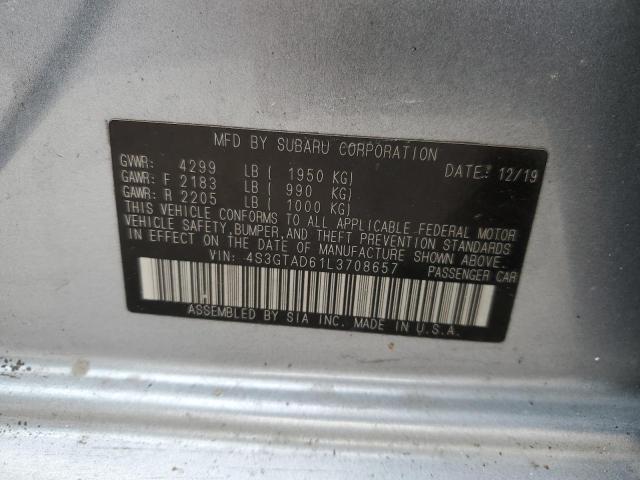 MFD BY SUBARU CORPORATION
GVWR: 4299 LB ( 1950 KG) DATE: 12/19
GAWR: F 2183 LB ( 990 KG)
GAWR: R 2205 LB ( 1000 KG)
THIS VEHICLE CONFORMS TO ALL APPLICABLE FEDERAL MOTOR
VEHICLE SAFETY, BUMPER, AND THEFT PREVENTION STANDARDS
IN EFFECT ON THE DATE OF MANUFACTURE SHOWN ABOVE.
VIN: 4S3GTAD61L3708657 PASSENGER CAR
ASSEMBLED BY SIA INC. MADE IN U.S.A.